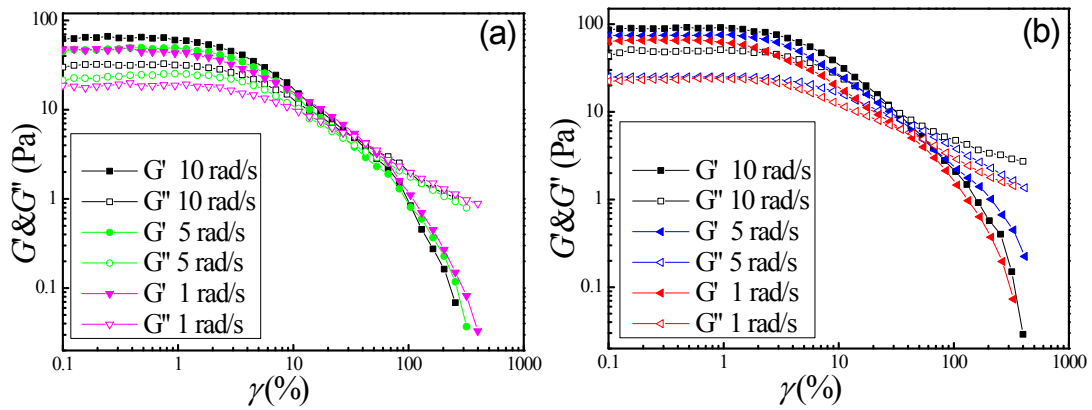 (a)
G'&G'' (Pa)
100
10
1
0.1
G' 10 rad/s
G'' 10 rad/s
G' 5 rad/s
G'' 5 rad/s
G' 1 rad/s
G'' 1 rad/s
0.1 1 10 100 1000
γ(%)
(b)
G'&G'' (Pa)
100
10
1
0.1
G' 10 rad/s
G'' 10 rad/s
G' 5 rad/s
G'' 5 rad/s
G' 1 rad/s
G'' 1 rad/s
0.1 1 10 100 1000
γ(%)